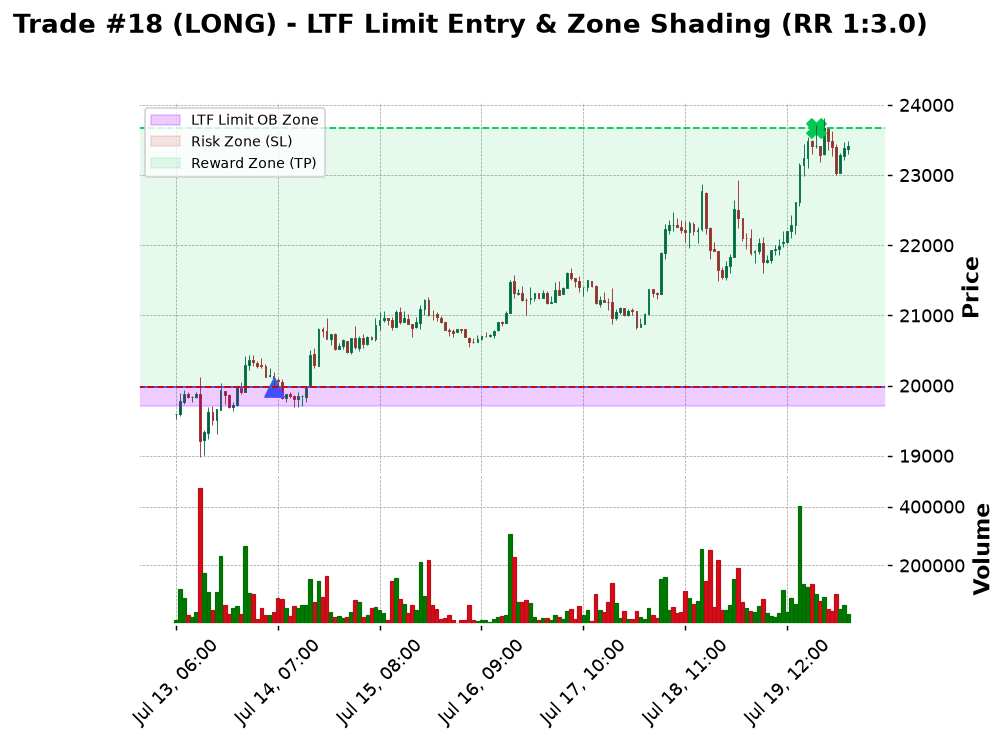 Trade #18 (LONG) - LTF Limit Entry & Zone Shading (RR 1:3.0)
LTF Limit OB Zone
Risk Zone (SL)
Reward Zone (TP)
24000
23000
22000
21000
20000
19000
Price
400000
200000
Volume
Jul 13, 06:00
Jul 14, 07:00
Jul 15, 08:00
Jul 16, 09:00
Jul 17, 10:00
Jul 18, 11:00
Jul 19, 12:00